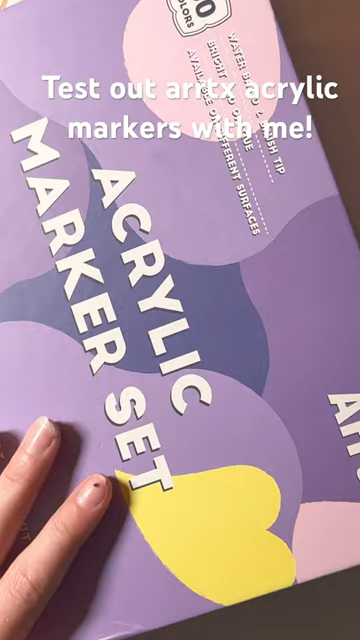 Test out arrtx acrylic
markers with me!
COLORS
WATER BASED & BRUSH TIP
BRIGHT AND OPAQUE
AVAILABLE ON DIFFERENT SURFACES
ACRYLIC
MARKER SET